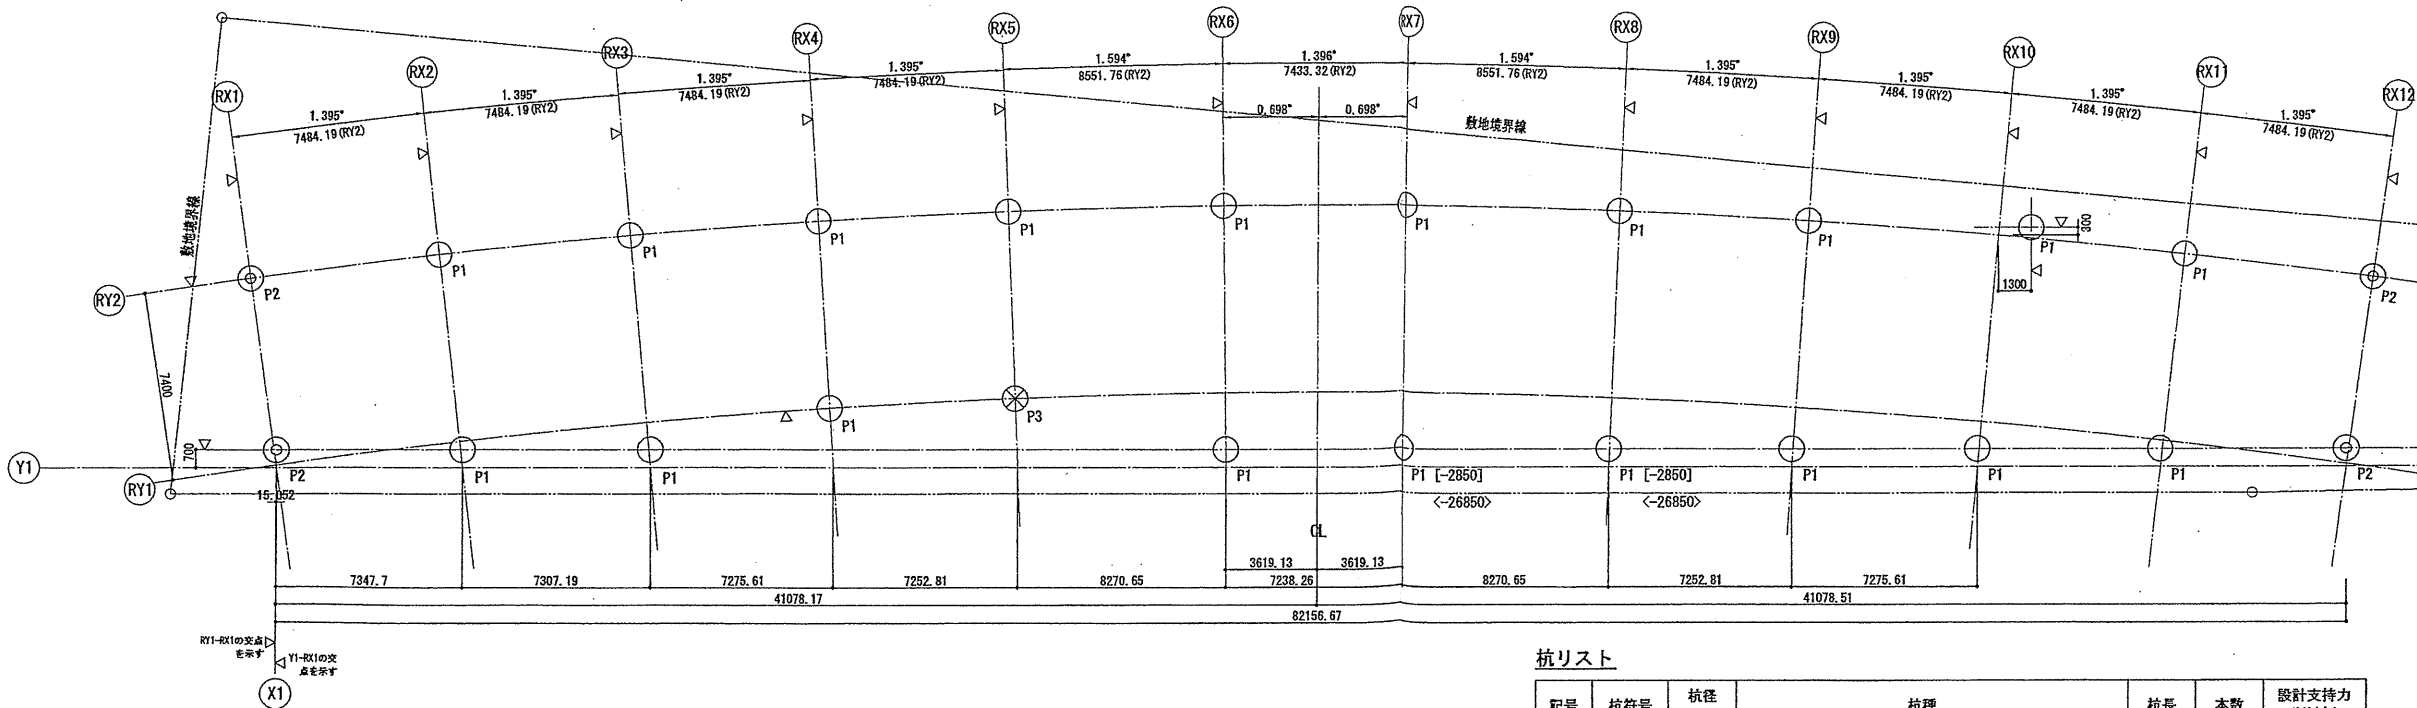 RX1
RX2
RX3
RX4
RX5
RX6
RX7
RX8
RX9
RX10
RX11
RX12
1.395°
7484.19(RY2)
1.395°
7484.19(RY2)
1.395°
7484.19(RY2)
1.395°
7484.19(RY2)
1.594°
8551.76(RY2)
1.396°
7433.32(RY2)
1.594°
8551.76(RY2)
1.395°
7484.19(RY2)
1.395°
7484.19(RY2)
1.395°
7484.19(RY2)
1.395°
7484.19(RY2)
0.698°
0.698°
敷地境界線
敷地境界線
RY2
P2
P1
P1
P1
P1
P1
P1
P1
P1
P1
300
1300
P1
P2
7400
700
P1
P3
Y1
RY1
P2
P1
P1
P1
P1 [-2850]
<-26850>
P1 [-2850]
<-26850>
P1
P1
P1
P2
CL
3619.13
3619.13
7347.7
7307.19
7275.61
7252.81
8270.65
7238.26
8270.65
7252.81
7275.61
41078.17
41078.51
82156.67
RY1-RX1の交点
を示す
Y1-RX1の交
点を示す
X1
杭リスト
記号
杭符号
杭径
杭種
杭長
本数
設計支持力